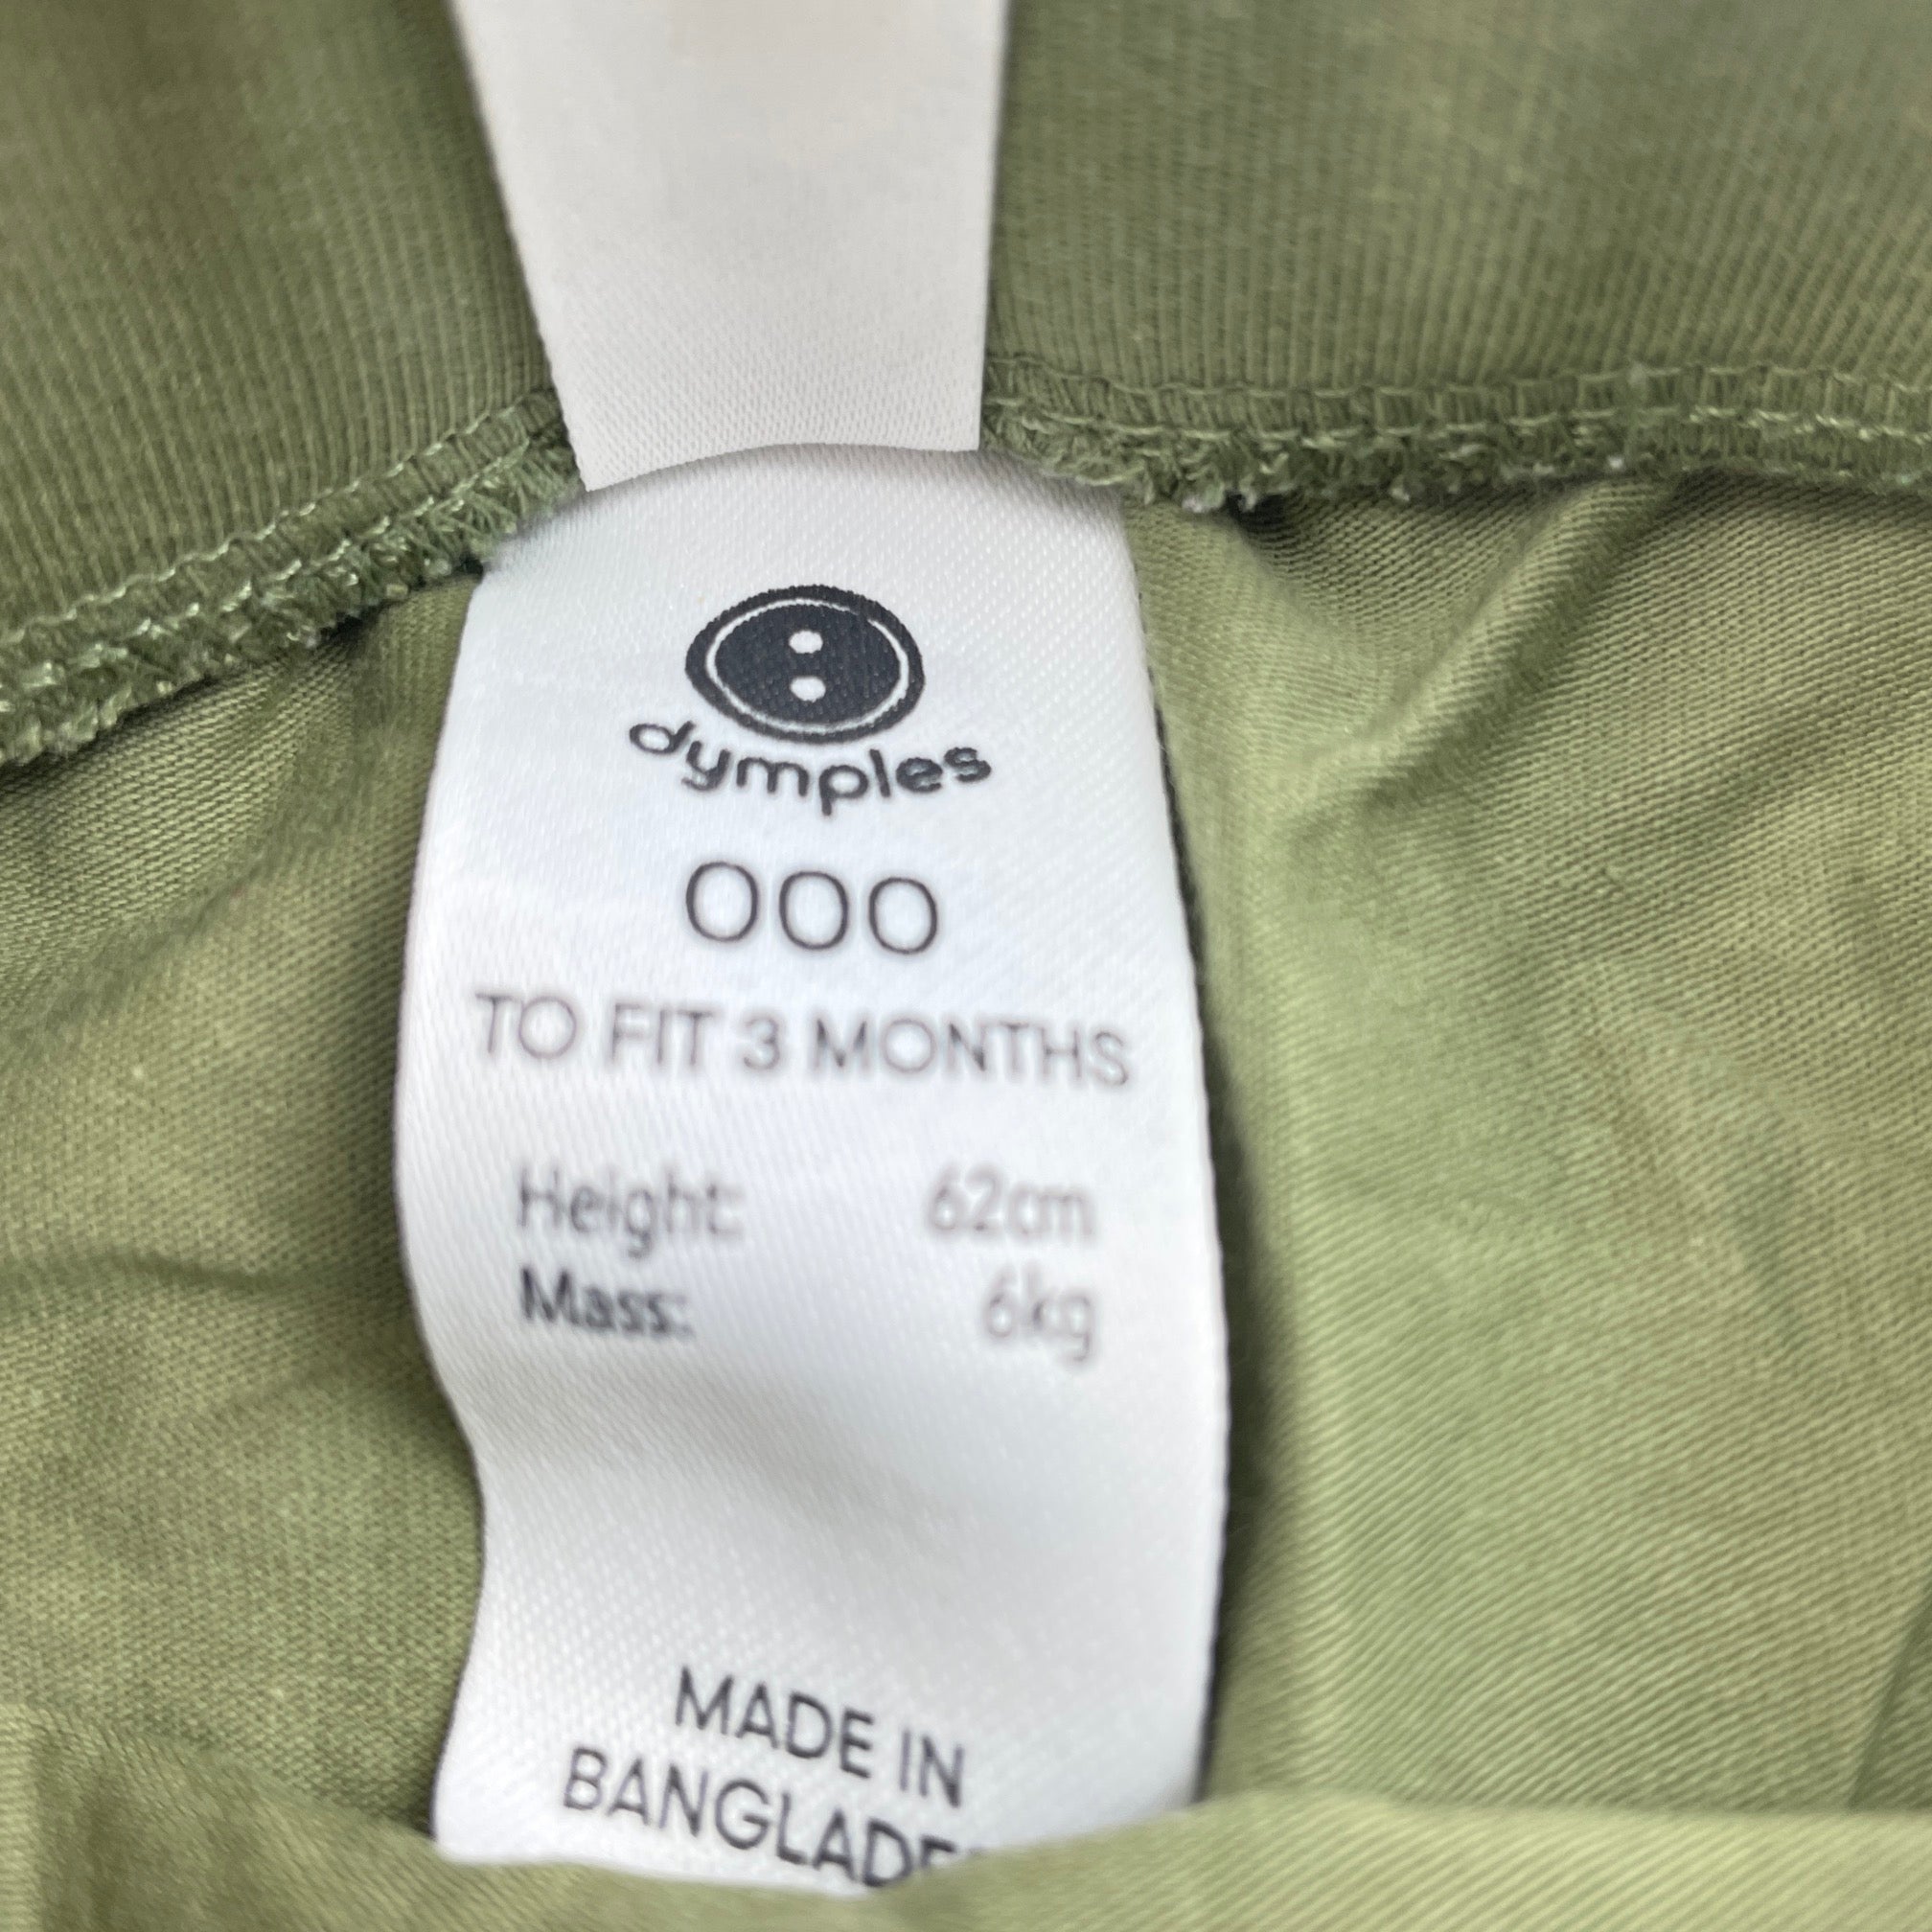 dymples
000
TO FIT 3 MONTHS
Height: 62cm
Mass: 6kg
MADE IN